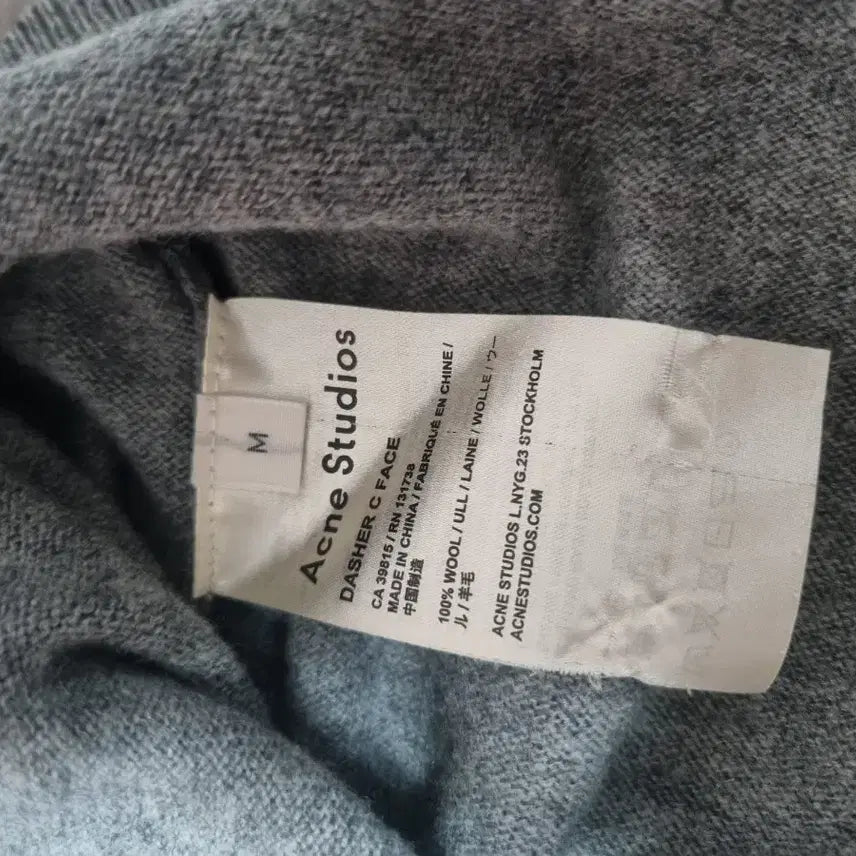 M
Acne Studios
DASHER C FACE
CA 39815 / RN 131738
MADE IN CHINA / FABRIQUÉ EN CHINE /
中国制造
100% WOOL / ULL / LAINE / WOLLE / ウー
ル / 羊毛
ACNE STUDIOS L.NYG.23 STOCKHOLM
ACNESTUDIOS.COM